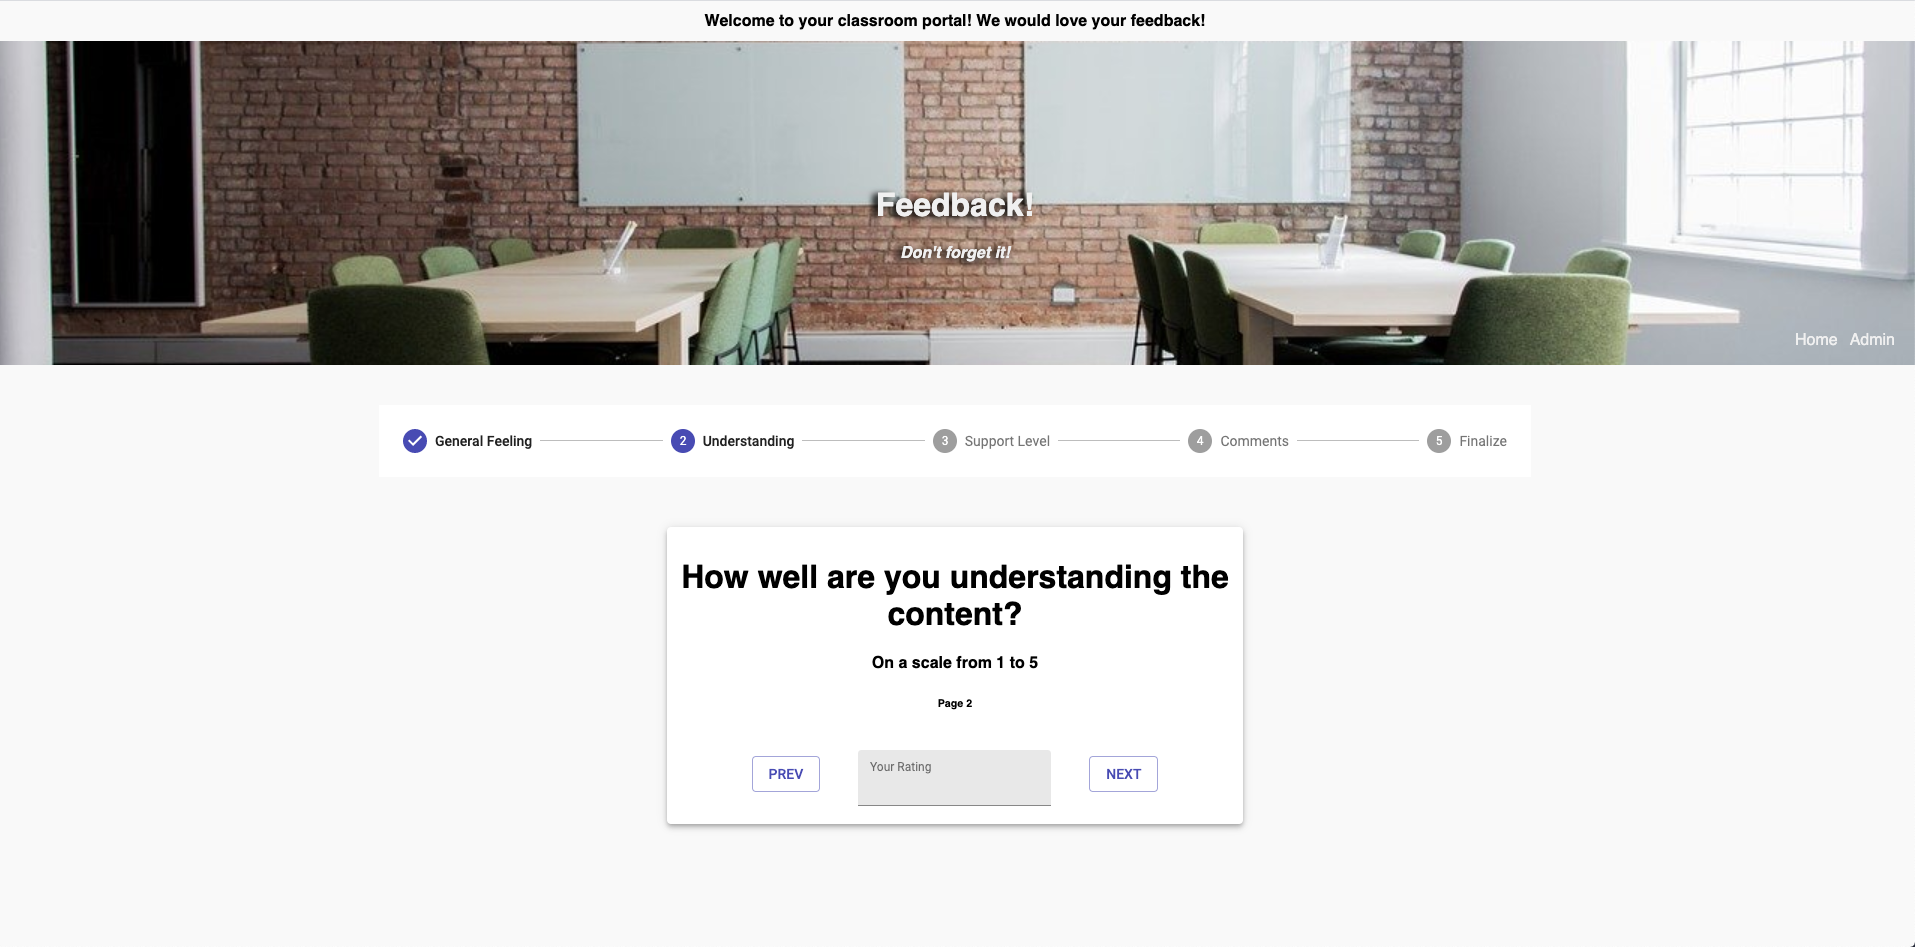 Welcome to your classroom portal! We would love your feedback!
Feedback!
Don't forget it!
Home Admin
General Feeling 2 Understanding 3 Support Level 4 Comments 5 Finalize
How well are you understanding the
content?
On a scale from 1 to 5
Page 2
PREV Your Rating NEXT